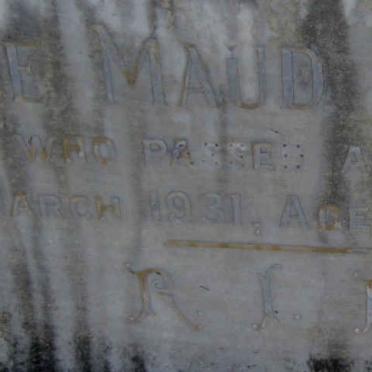 E MAUD
WHO PASSED A
ARCH 1931, AGE
R. I. P